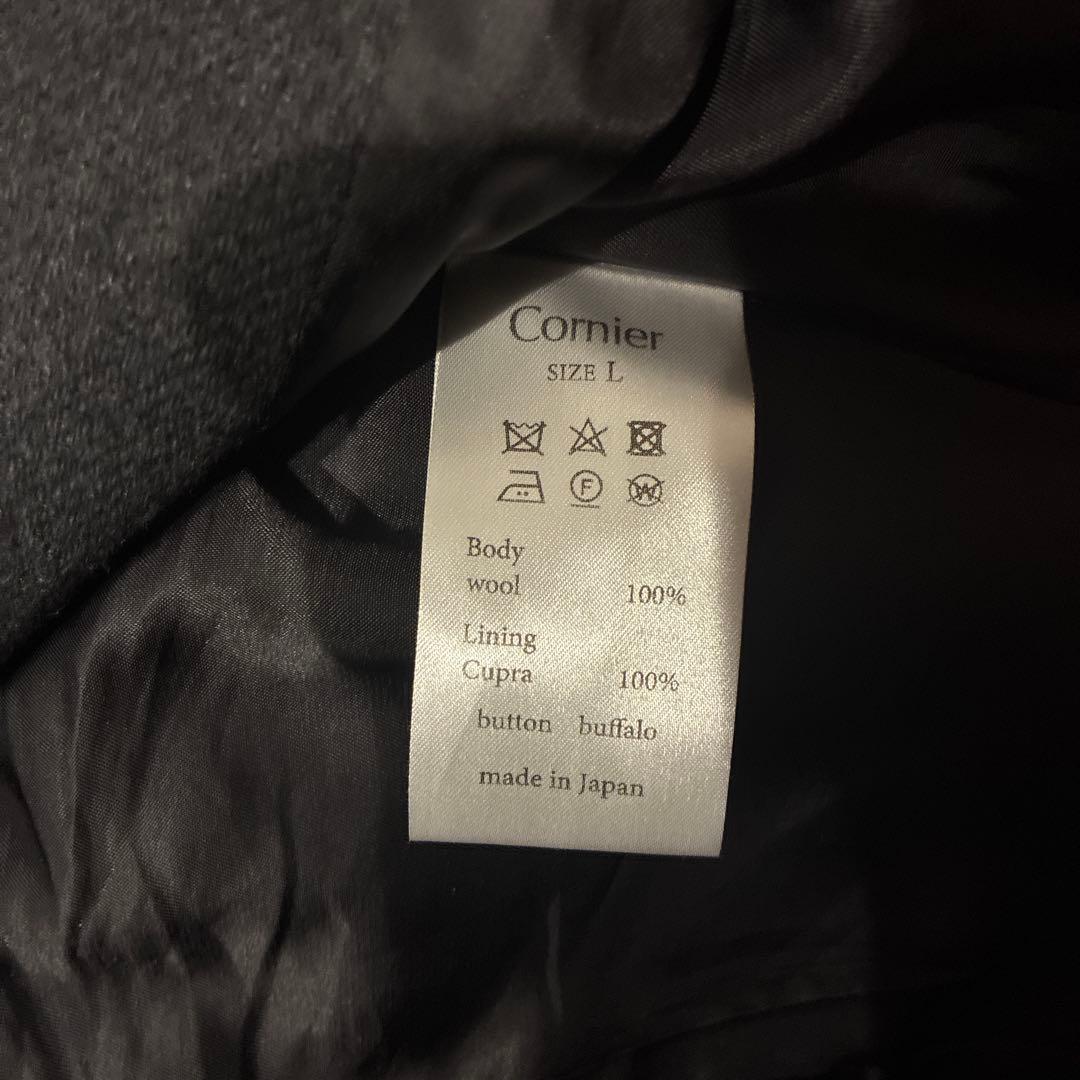 Cornier
SIZE L
F W
Body
wool 100%
Lining
Cupra 100%
button buffalo
made in Japan